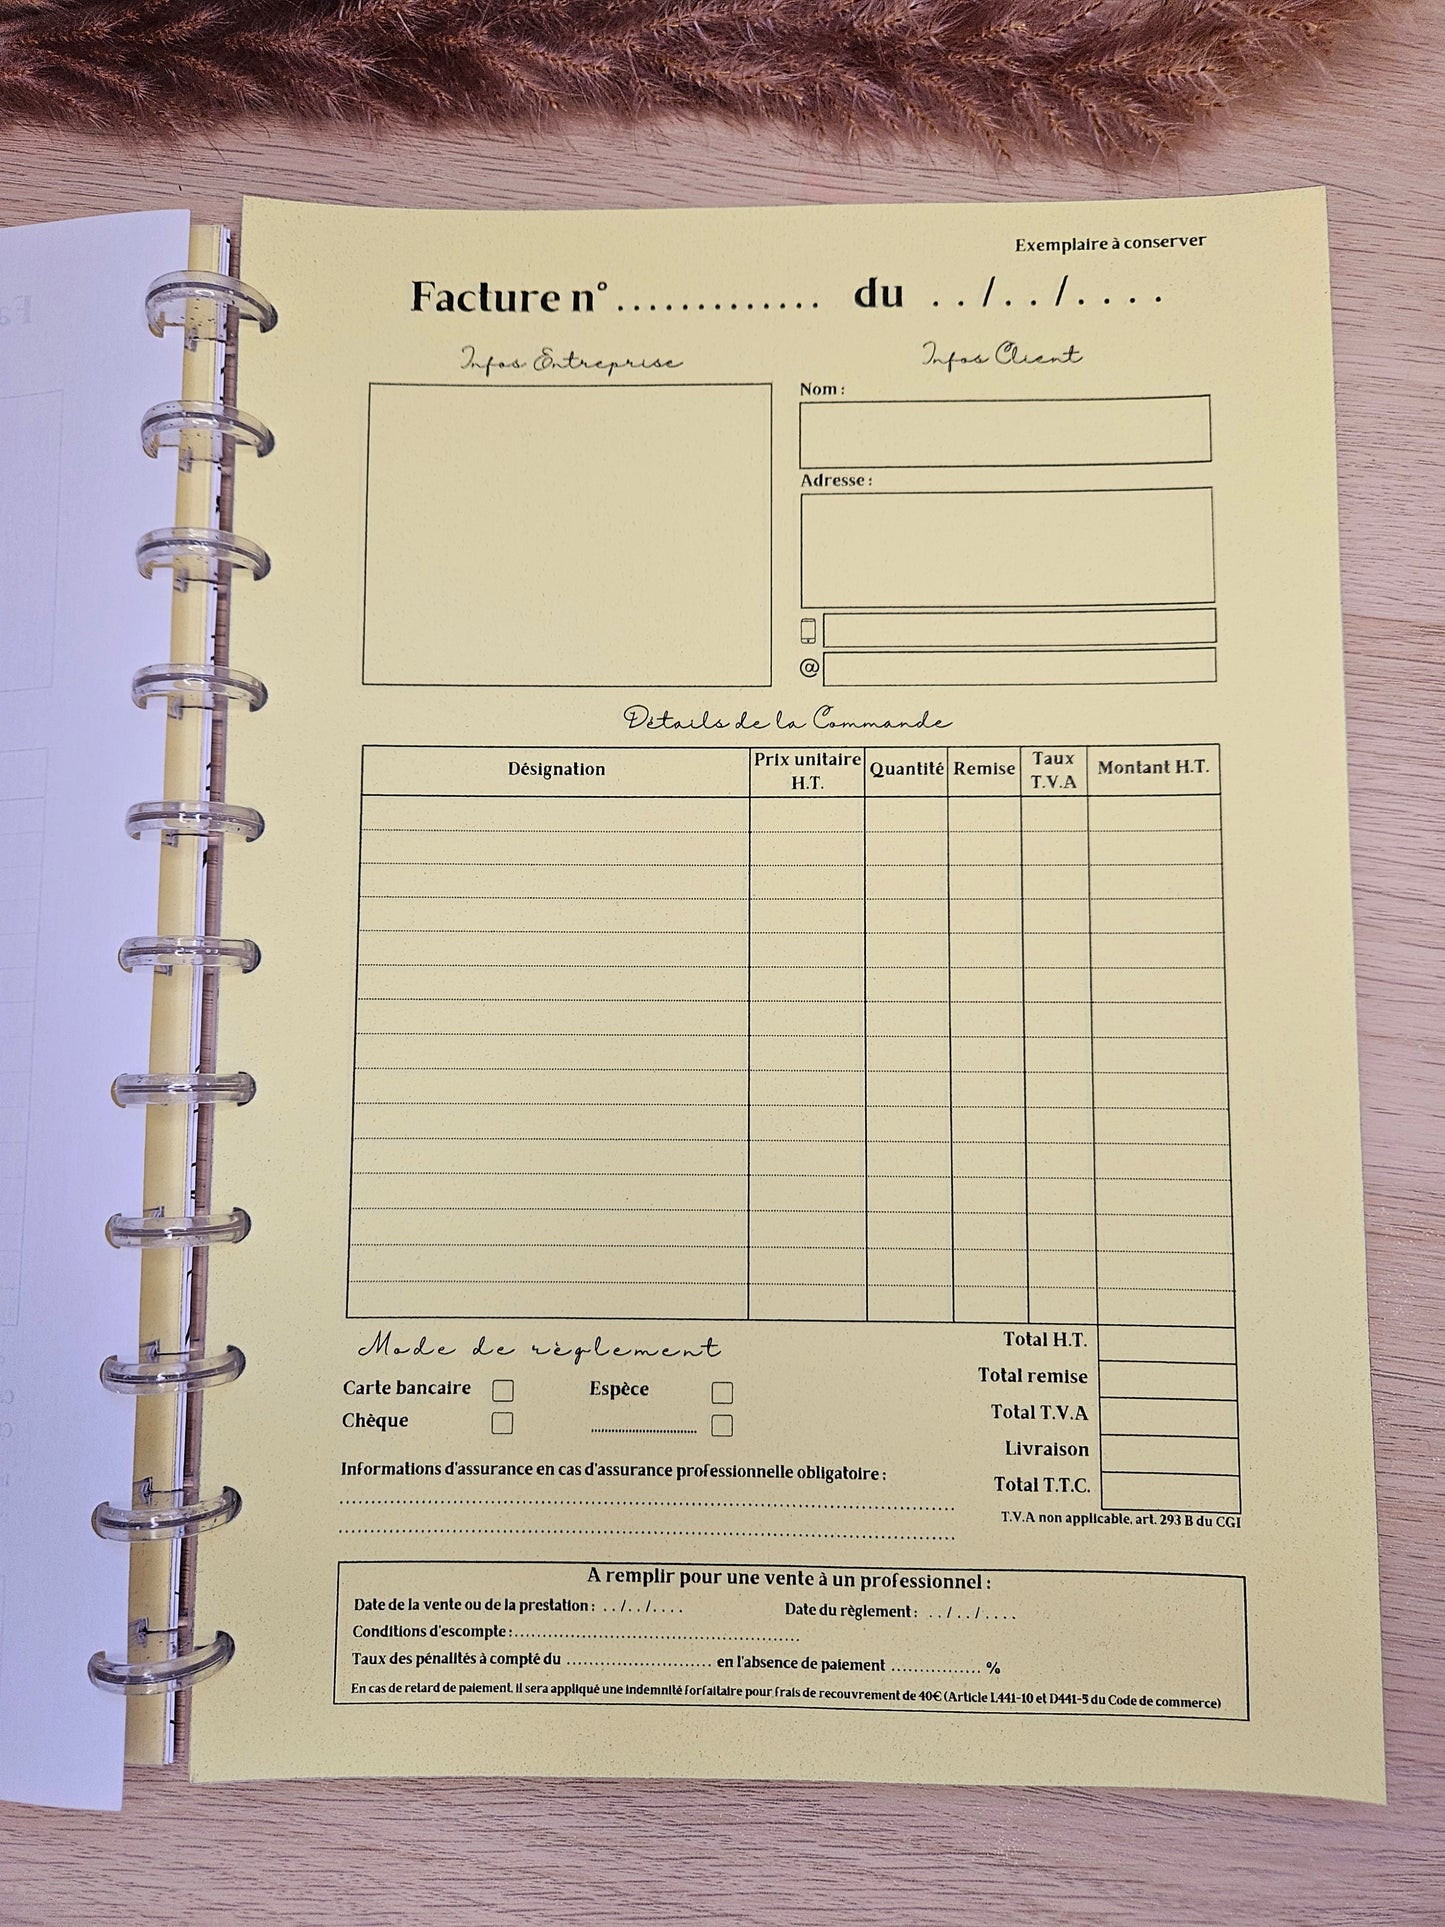 Exemplaire à conserver
Facture n°............. du ../../....
Infos Entreprise
Infos Client
Nom :
Adresse :
@
Détails de la Commande
Désignation Prix unitaire H.T. Quantité Remise Taux T.V.A Montant H.T.
Mode de règlement
Carte bancaire Espèce
Chèque ............................
Total H.T.
Total remise
Total T.V.A
Livraison
Total T.T.C.
T.V.A non applicable, art. 293 B du CGI
Informations d'assurance en cas d'assurance professionnelle obligatoire :
A remplir pour une vente à un professionnel :
Date de la vente ou de la prestation : ../../.... Date du règlement : ../../....
Conditions d'escompte :..................................................
Taux des pénalités à compté du .......................... en l'absence de paiement ................ %
En cas de retard de paiement, il sera appliqué une indemnité forfaitaire pour frais de recouvrement de 40€ (Article L441-10 et D441-5 du Code de commerce)